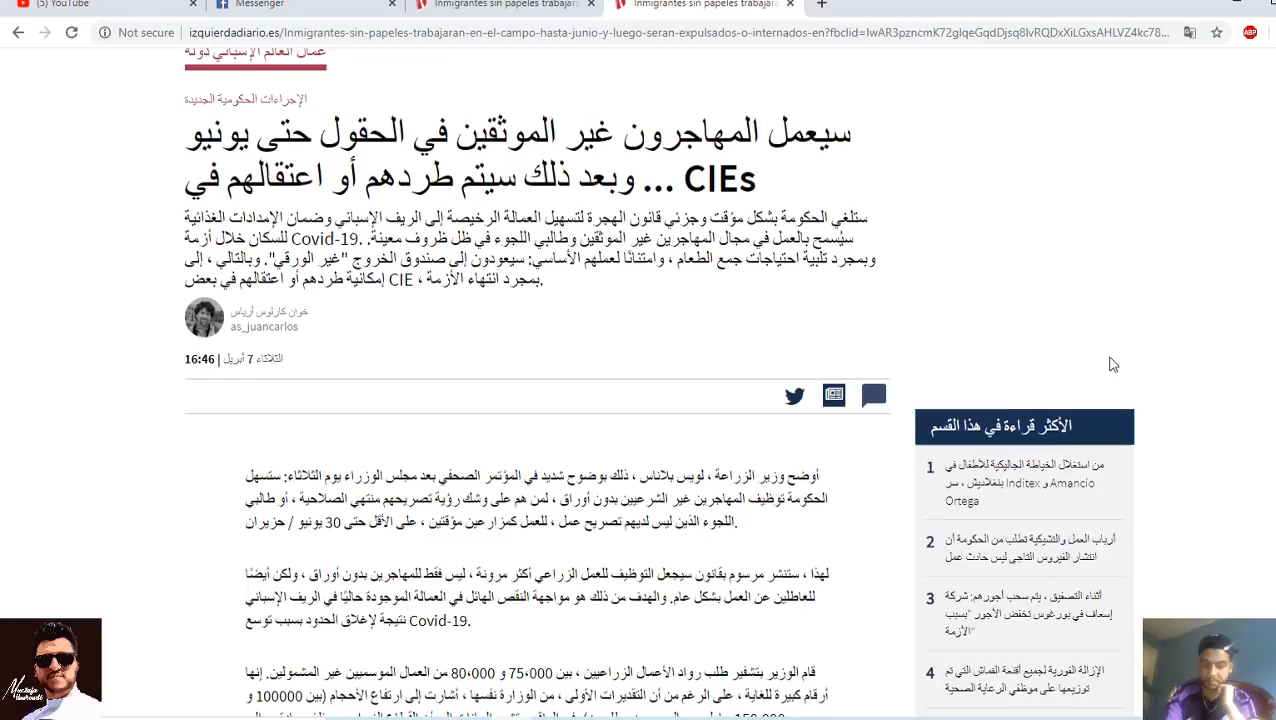 (5) YouTube
Messenger
Inmigrantes sin papeles trabajara
Inmigrantes sin papeles trabajara
Not secure
izquierdadiario.es/Inmigrantes-sin-papeles-trabajaran-en-el-campo-hasta-junio-y-luego-seran-expulsados-o-internados-en?fbclid=IwAR3pzncmK72glqeGqdDjsq8lvRQDxXiLGxsAHLVZ4kc78...
ABP
عمال العالم الإسباني دولة
الإجراءات الحكومية الجديدة
سيعمل المهاجرون غير الموثقين في الحقول حتى يونيو
وبعد ذلك سيتم طردهم أو اعتقالهم في ... CIEs
ستلغي الحكومة بشكل مؤقت وجزئي قانون الهجرة لتسهيل العمالة الرخيصة إلى الريف الإسباني وضمان الإمدادات الغذائية
للسكان خلال أزمة Covid-19. سيُسمح بالعمل في مجال المهاجرين غير الموثقين وطالبي اللجوء في ظل ظروف معينة.
وبمجرد تلبية احتياجات جمع الطعام ، وامتنانًا لعملهم الأساسي: سيعودون إلى صندوق الخروج "غير الورقي". وبالتالي ، إلى
إمكانية طردهم أو اعتقالهم في بعض CIE ، بمجرد انتهاء الأزمة.
خوان كارلوس أرياس
as_juancarlos
الثلاثاء 7 أبريل | 16:46
أوضح وزير الزراعة ، لويس بلاناس ، ذلك بوضوح شديد في المؤتمر الصحفي بعد مجلس الوزراء يوم الثلاثاء: ستسهل
الحكومة توظيف المهاجرين غير الشرعيين بدون أوراق ، لمن هم على وشك رؤية تصريحهم منتهي الصلاحية ، أو طالبي
اللجوء الذين ليس لديهم تصريح عمل ، للعمل كمزارعين مؤقتين ، على الأقل حتى 30 يونيو / حزيران.
لهذا ، ستنشر مرسوم بقانون سيجعل التوظيف للعمل الزراعي أكثر مرونة ، ليس فقط للمهاجرين بدون أوراق ، ولكن أيضًا
للعاطلين عن العمل بشكل عام. والهدف من ذلك هو مواجهة النقص الهائل في العمالة الموجودة حاليًا في الريف الإسباني
نتيجةً لإغلاق الحدود بسبب توسع Covid-19.
قام الوزير بتشفير طلب رواد الأعمال الزراعيين ، بين 75،000 و 80،000 من العمال الموسميين غير المشمولين. إنها
أرقام كبيرة للغاية ، على الرغم من أن التقديرات الأولى ، من الوزارة نفسها ، أشارت إلى ارتفاع الأحجام (بين 100000
الأكثر قراءة في هذا القسم
1
من استغلال الخياطة الجاليكية للأطفال في
بنغلاديش ، سر Inditex و Amancio
Ortega
2
أرباب العمل والتشيكية تطلب من الحكومة أن
انتشار الفيروس التاجي ليس حادث عمل
3
أثناء التصفيق ، يتم سحب أجورهم: شركة
إسعاف في بورغوس تخفض الأجور "بسبب
الأزمة"
4
الإزالة الفورية لجميع أقنعة القماش التي تم
توزيعها على موظفي الرعاية الصحية